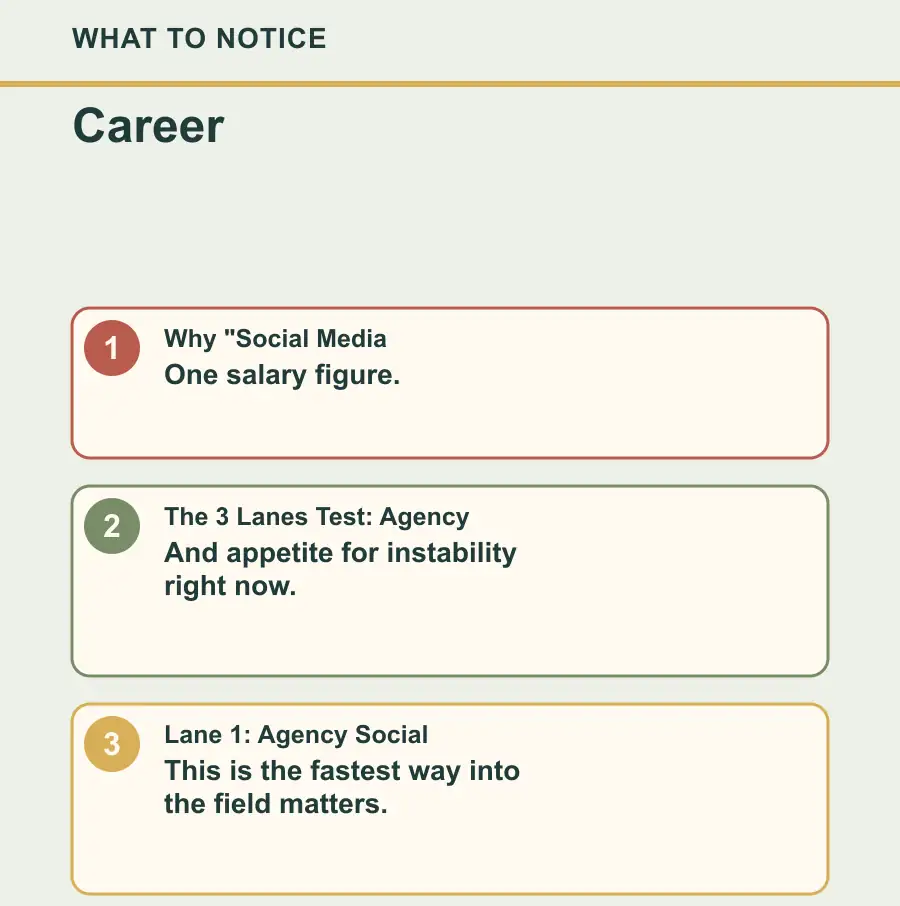 WHAT TO NOTICE
Career
1
Why "Social Media
One salary figure.
2
The 3 Lanes Test: Agency
And appetite for instability
right now.
3
Lane 1: Agency Social
This is the fastest way into
the field matters.